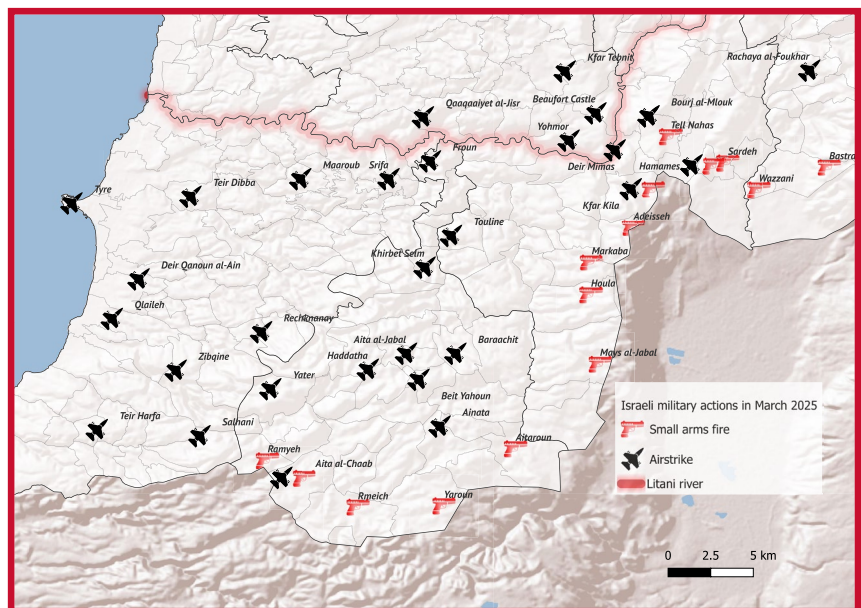 Kfar Tebnit
Rachaya al-Foukhar
Qaaqaaiyet al-Jisr
Beaufort Castle
Bourj al-Mlouk
Yohmor
Tell Nahas
Froun
Sardeh
Bastra
Maaroub
Srifa
Deir Mimas
Hamames
Wazzani
Tyre
Teir Dibba
Kfar Kila
Adeisseh
Touline
Khirbet Selm
Markaba
Deir Qanoun al-Ain
Houla
Qlaileh
Rechknanay
Aita al-Jabal
Baraachit
Zibqine
Haddatha
Mays al-Jabal
Yater
Beit Yahoun
Teir Harfa
Salhani
Ainata
Aitaroun
Ramyeh
Aita al-Chaab
Rmeich
Yaroun
Israeli military actions in March 2025
Small arms fire
Airstrike
Litani river
0 2.5 5 km